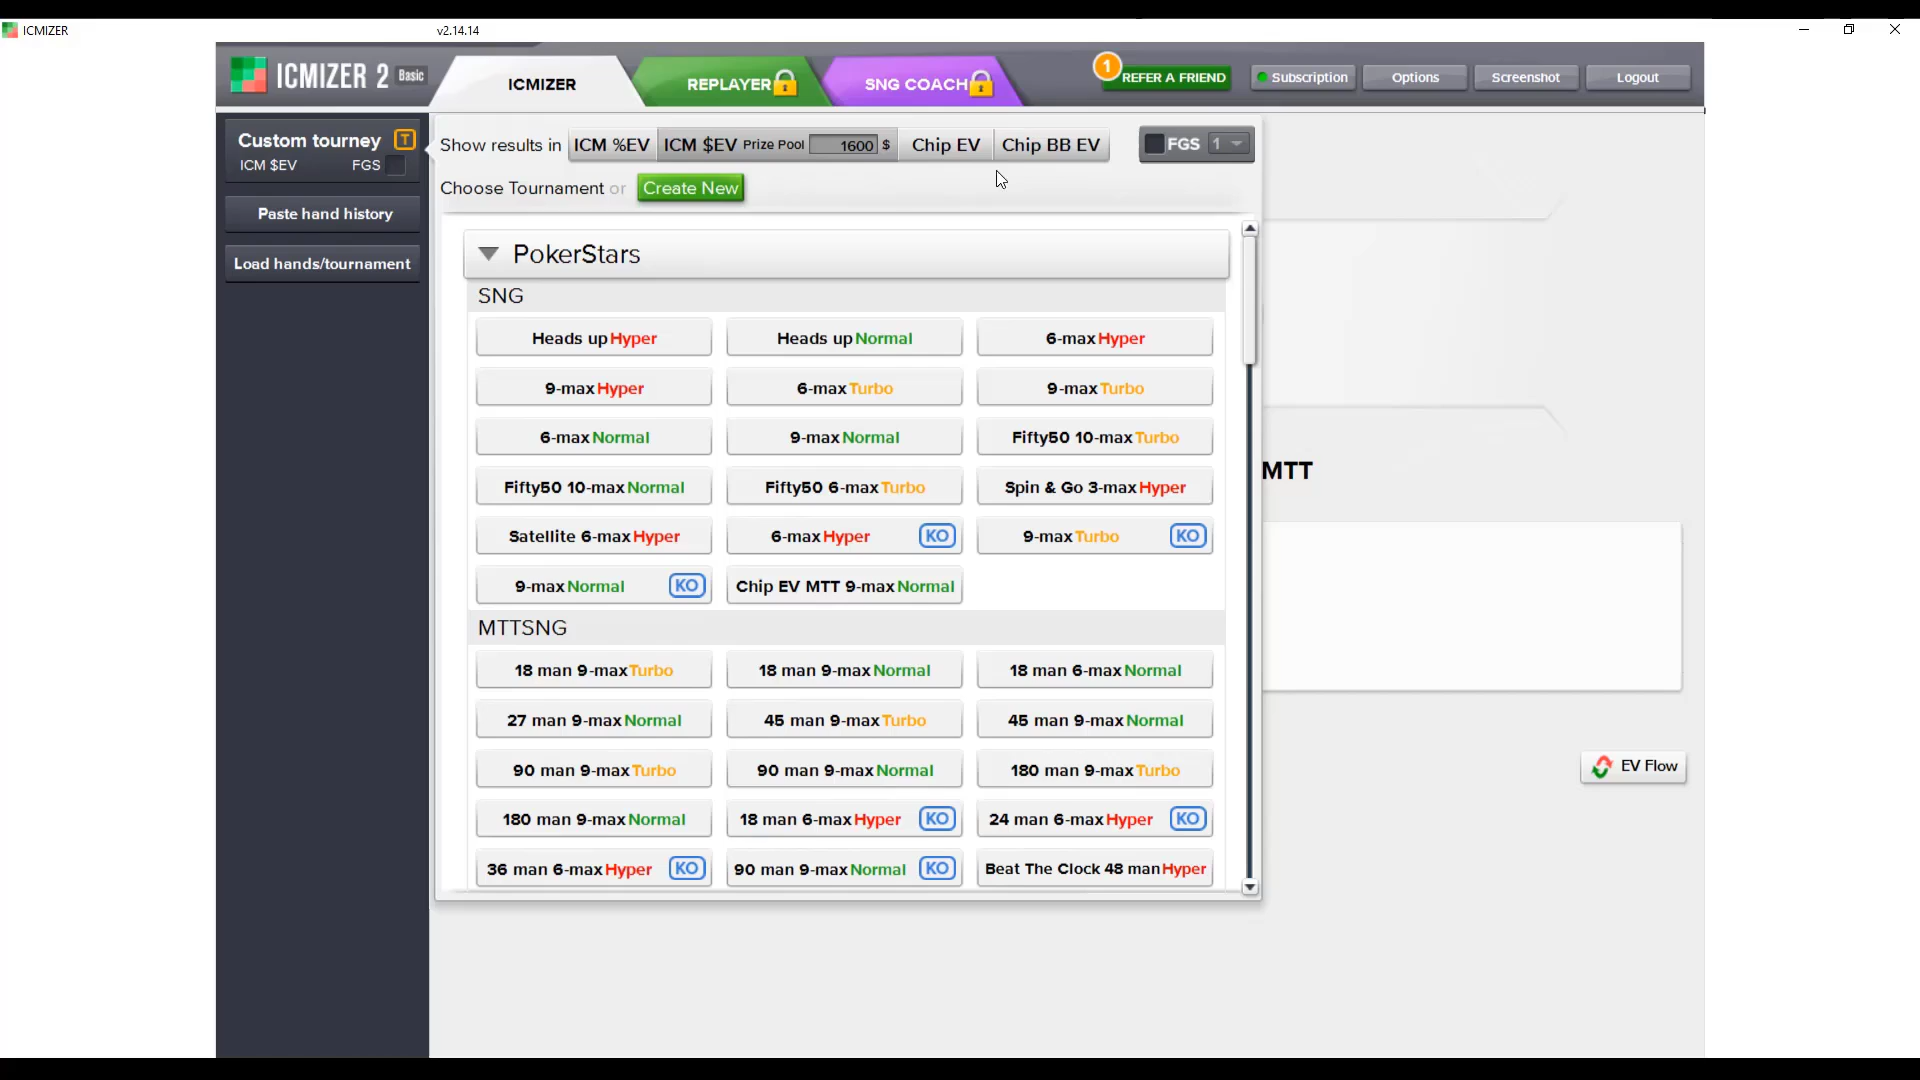 ICMIZER v2.14.14
ICMIZER 2 Basic ICMIZER REPLAYER SNG COACH 1 REFER A FRIEND Subscription Options Screenshot Logout
Custom tourney T
ICM $EV FGS
Paste hand history
Load hands/tournament
Show results in ICM %EV ICM $EV Prize Pool 1600 $ Chip EV Chip BB EV FGS 1
Choose Tournament or Create New
PokerStars
SNG
Heads up Hyper Heads up Normal 6-max Hyper
9-max Hyper 6-max Turbo 9-max Turbo
6-max Normal 9-max Normal Fifty50 10-max Turbo
Fifty50 10-max Normal Fifty50 6-max Turbo Spin & Go 3-max Hyper
Satellite 6-max Hyper 6-max Hyper KO 9-max Turbo KO
9-max Normal KO Chip EV MTT 9-max Normal
MTTSNG
18 man 9-max Turbo 18 man 9-max Normal 18 man 6-max Normal
27 man 9-max Normal 45 man 9-max Turbo 45 man 9-max Normal
90 man 9-max Turbo 90 man 9-max Normal 180 man 9-max Turbo
180 man 9-max Normal 18 man 6-max Hyper KO 24 man 6-max Hyper KO
36 man 6-max Hyper KO 90 man 9-max Normal KO Beat The Clock 48 man Hyper
MTT
EV Flow